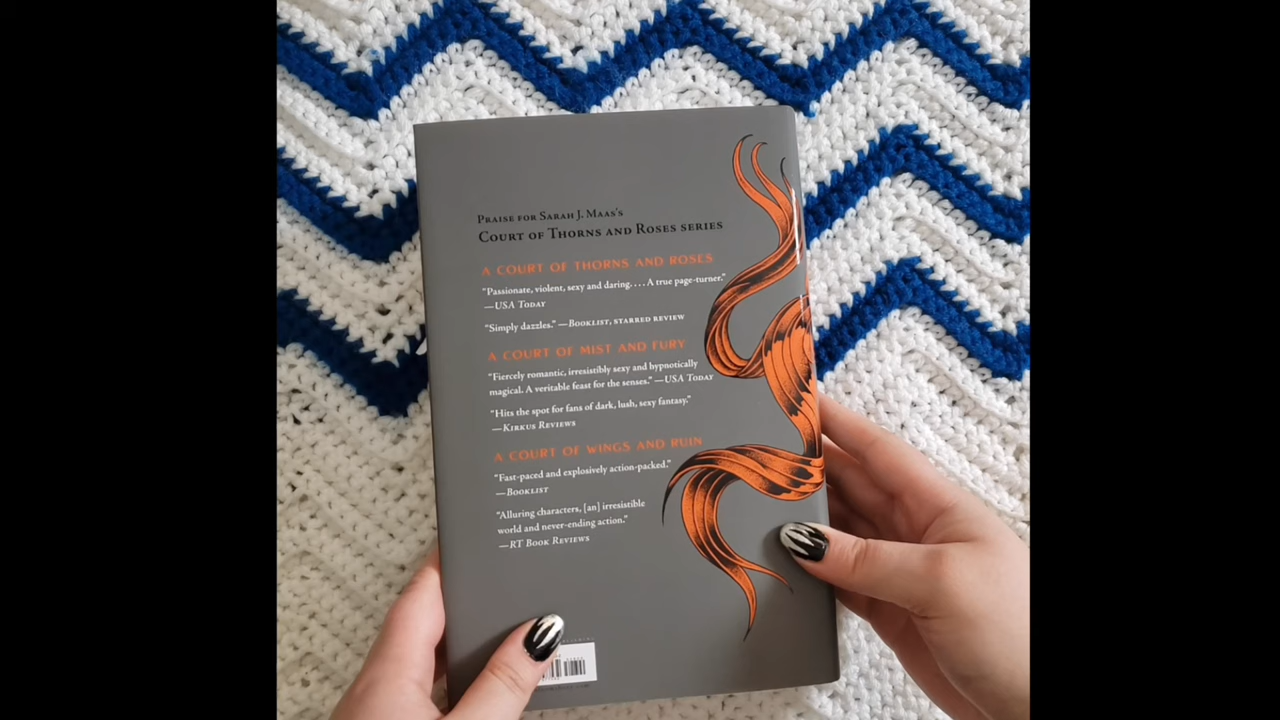 Praise for Sarah J. Maas's
Court of Thorns and Roses series
A COURT OF THORNS AND ROSES
“Passionate, violent, sexy and daring. . . . A true page-turner.”
—USA Today
“Simply dazzles.” —Booklist, starred review
A COURT OF MIST AND FURY
“Fiercely romantic, irresistibly sexy and hypnotically
magical. A veritable feast for the senses.” —USA Today
“Hits the spot for fans of dark, lush, sexy fantasy.”
—Kirkus Reviews
A COURT OF WINGS AND RUIN
“Fast-paced and explosively action-packed.”
—Booklist
“Alluring characters, [an] irresistible
world and never-ending action.”
—RT Book Reviews